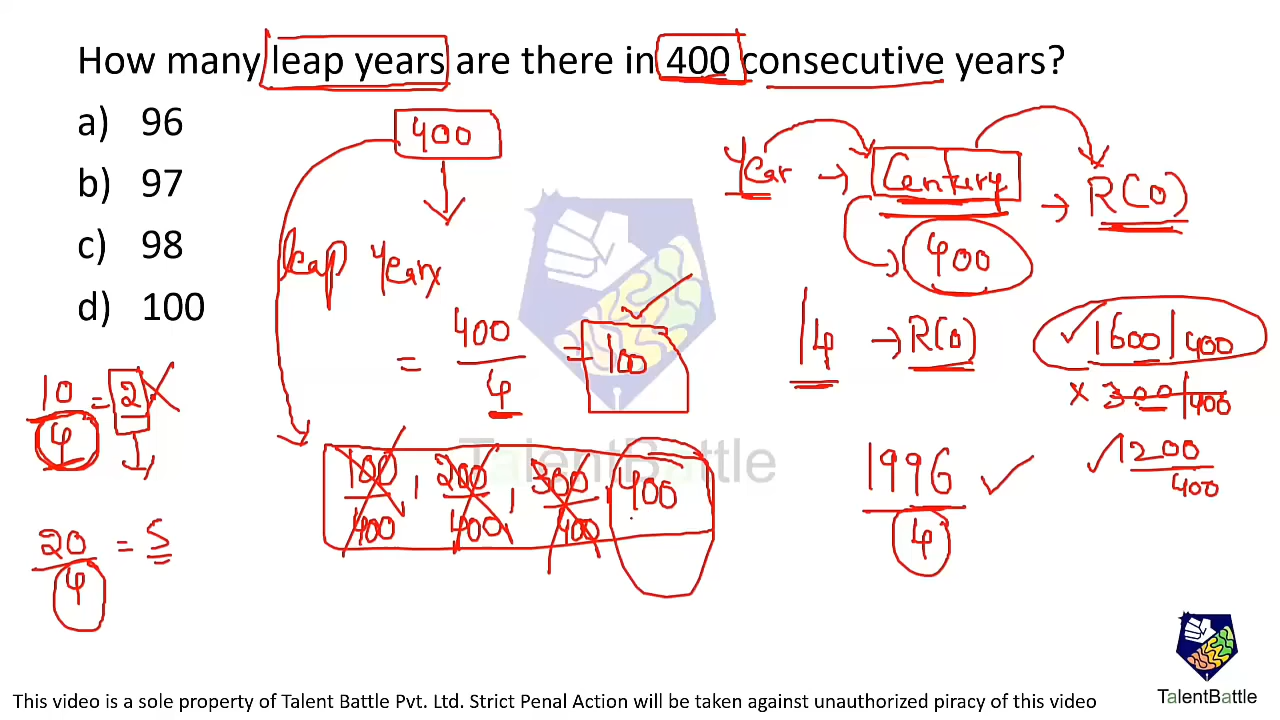 How many leap years are there in 400 consecutive years?
a) 96
b) 97
c) 98
d) 100
400
Year → Century → R(0)
400
leap Years
= 400/4 = 100
14 → R(0)
1600|400
× 300|400
10/4 = 2
100/400, 200/400, 300/400, 400
1996/4
1200/400
20/4 = 5
TalentBattle
TalentBattle
This video is a sole property of Talent Battle Pvt. Ltd. Strict Penal Action will be taken against unauthorized piracy of this video